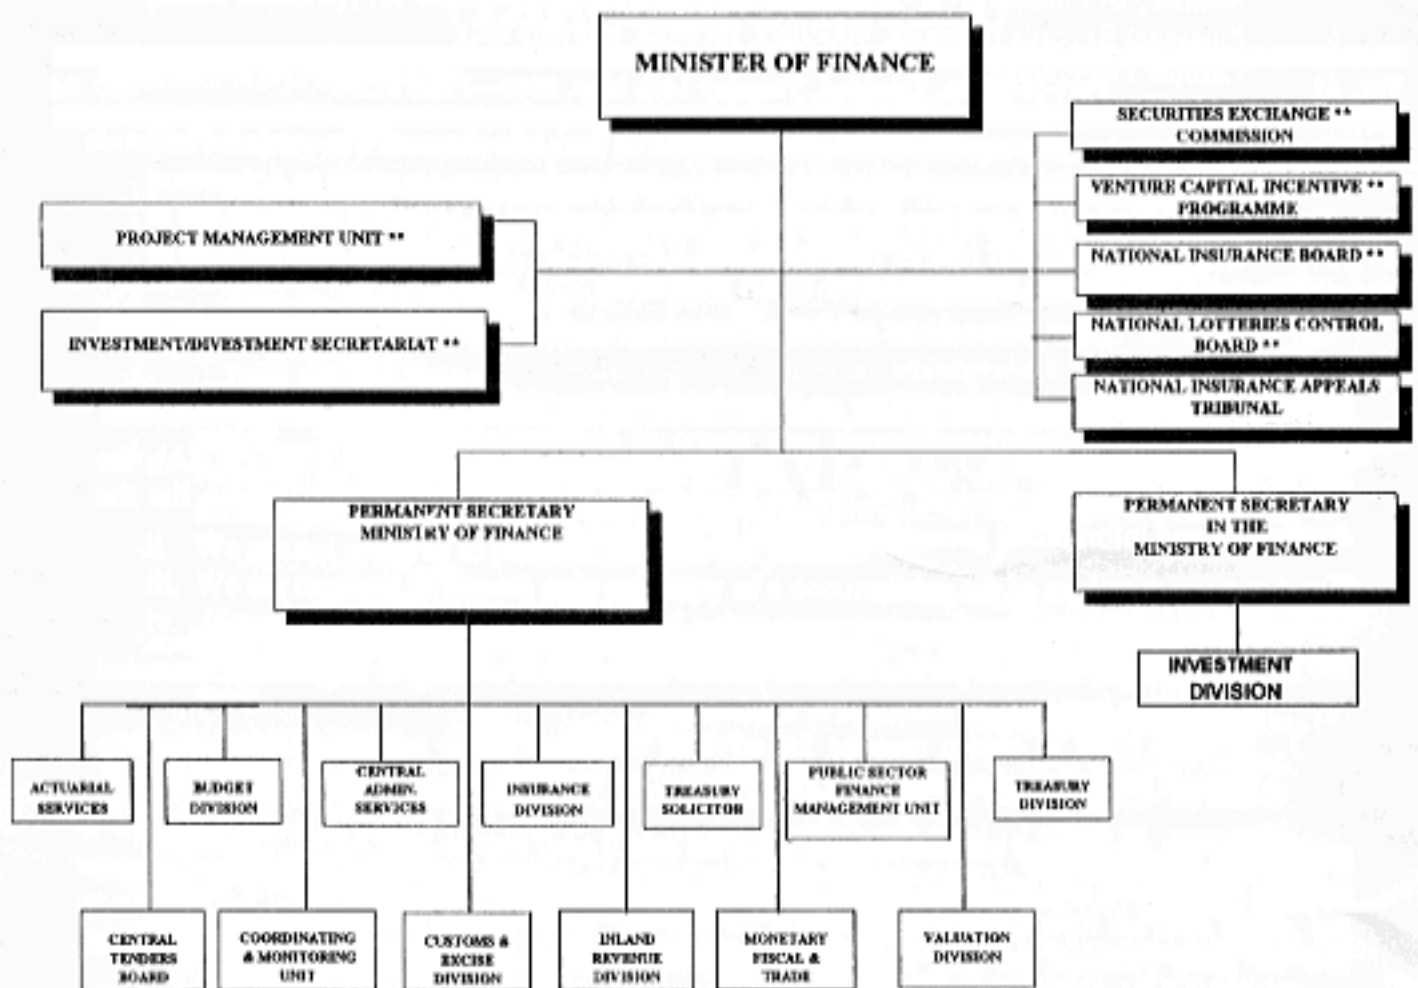 MINISTER OF FINANCE
SECURITIES EXCHANGE **
COMMISSION
VENTURE CAPITAL INCENTIVE **
PROGRAMME
PROJECT MANAGEMENT UNIT **
NATIONAL INSURANCE BOARD **
INVESTMENT/DIVESTMENT SECRETARIAT **
NATIONAL LOTTERIES CONTROL
BOARD **
NATIONAL INSURANCE APPEALS
TRIBUNAL
PERMANENT SECRETARY
MINISTRY OF FINANCE
PERMANENT SECRETARY
IN THE
MINISTRY OF FINANCE
INVESTMENT
DIVISION
ACTUARIAL
SERVICES
BUDGET
DIVISION
CENTRAL
ADMIN.
SERVICES
INSURANCE
DIVISION
TREASURY
SOLICITOR
PUBLIC SECTOR
FINANCE
MANAGEMENT UNIT
TREASURY
DIVISION
CENTRAL
TENDERS
BOARD
COORDINATING
& MONITORING
UNIT
CUSTOMS &
EXCISE
DIVISION
INLAND
REVENUE
DIVISION
MONETARY
FISCAL &
TRADE
VALUATION
DIVISION